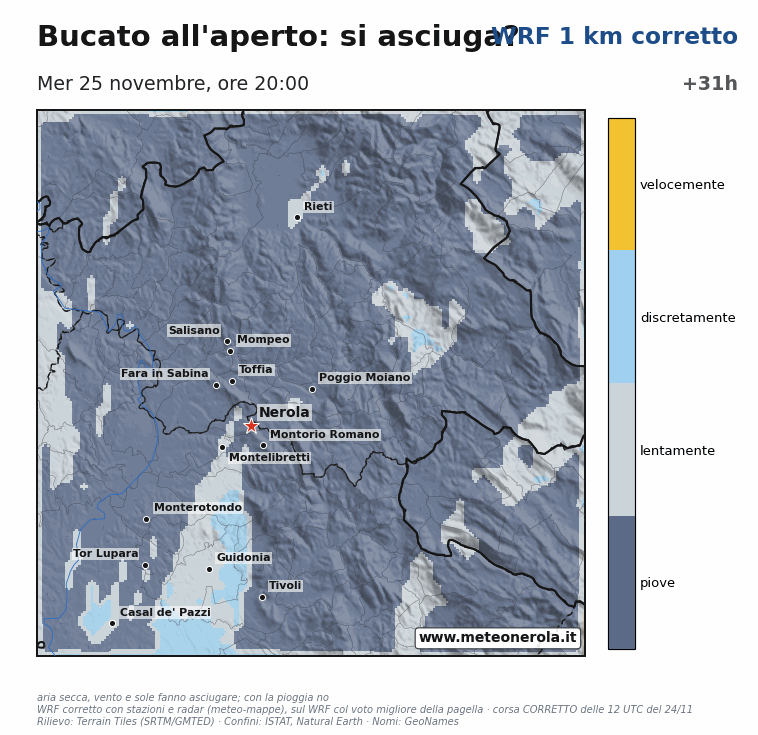 Bucato all'aperto: si asciuga?
WRF 1 km corretto
Mer 25 novembre, ore 20:00
+31h
velocemente
Rieti
discretamente
Salisano
Mompeo
Toffia
Fara in Sabina
Poggio Moiano
Nerola
Montorio Romano
lentamente
Montelibretti
Monterotondo
Tor Lupara
Guidonia
piove
Tivoli
Casal de' Pazzi
www.meteonerola.it
aria secca, vento e sole fanno asciugare; con la pioggia no
WRF corretto con stazioni e radar (meteo-mappe), sul WRF col voto migliore della pagella · corsa CORRETTO delle 12 UTC del 24/11
Rilievo: Terrain Tiles (SRTM/GMTED) · Confini: ISTAT, Natural Earth · Nomi: GeoNames